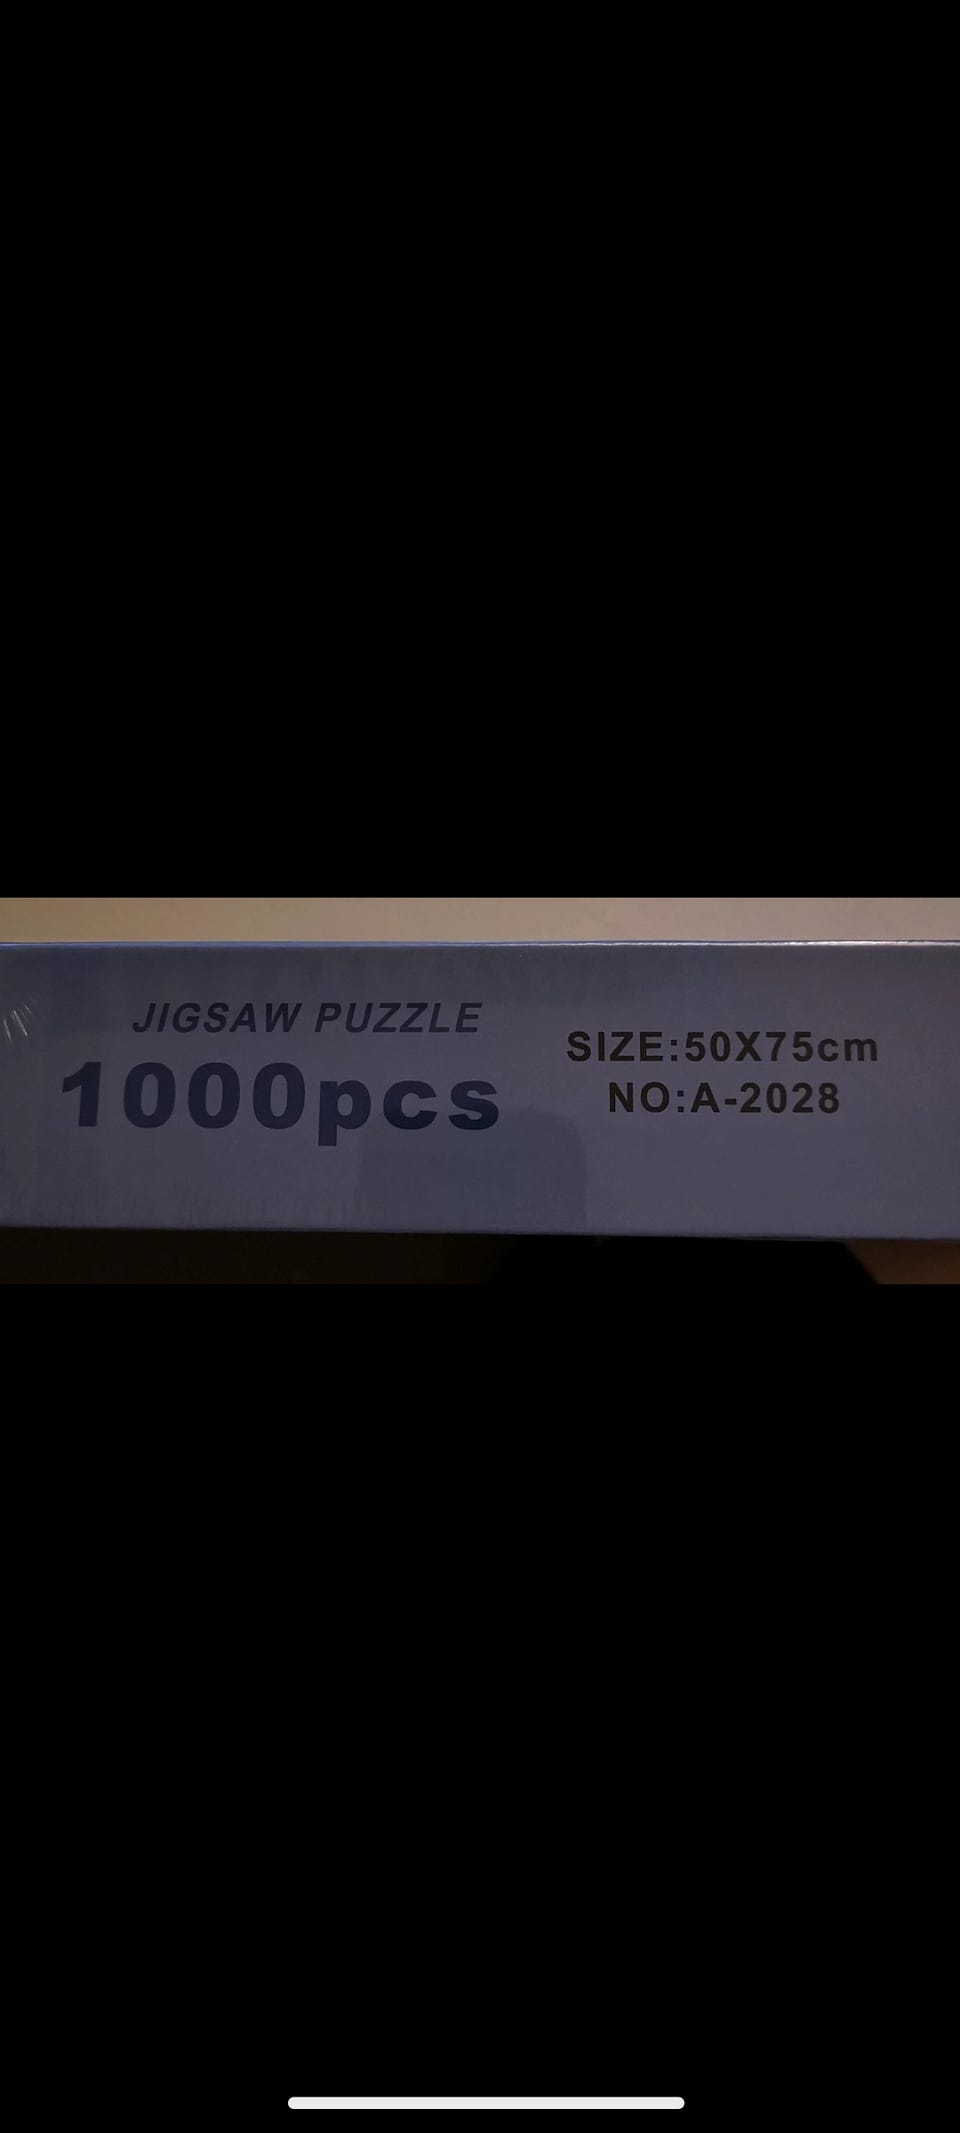 JIGSAW PUZZLE
1000pcs
SIZE:50X75cm
NO:A-2028